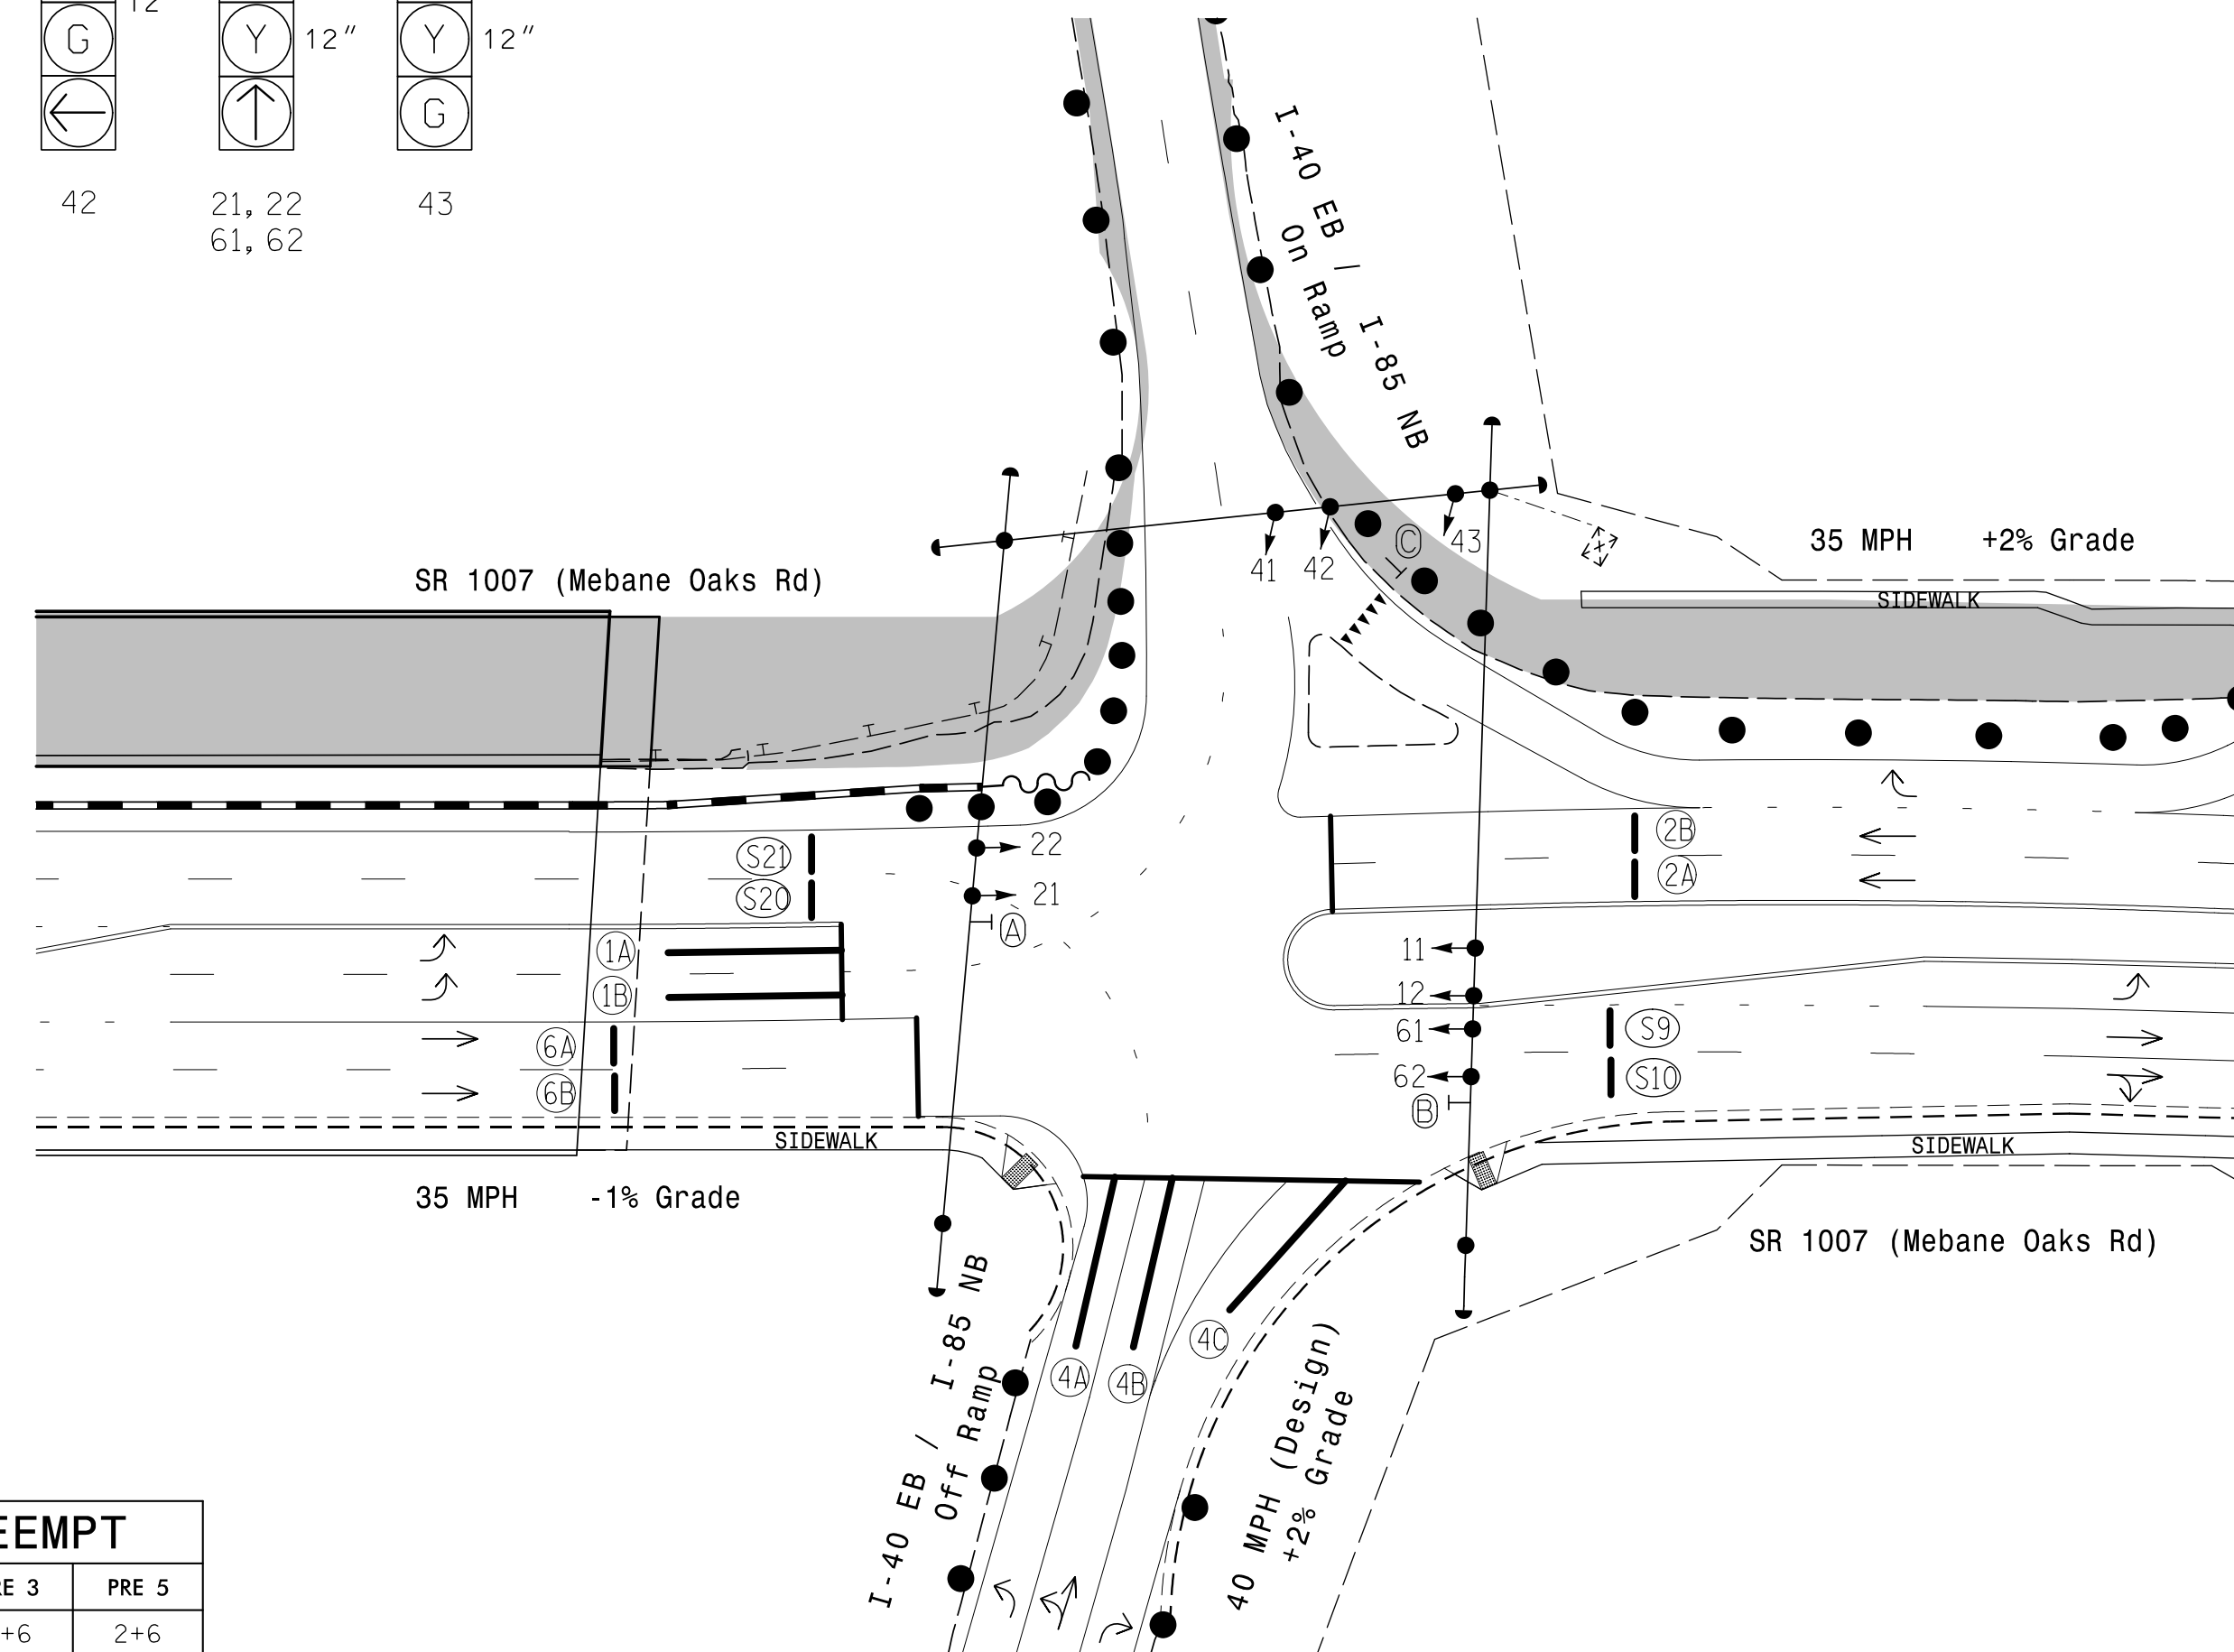 12
G
Y 12"
Y 12"
G
42
21, 22
61, 62
43
I-40 EB / I-85 NB
On Ramp
SR 1007 (Mebane Oaks Rd)
35 MPH +2% Grade
SIDEWALK
C
41
42
43
S21
S20
22
21
A
2B
2A
1A
1B
6A
6B
11
12
61
62
B
S9
S10
SIDEWALK
SIDEWALK
35 MPH -1% Grade
SR 1007 (Mebane Oaks Rd)
4A
4B
4C
I-40 EB / I-85 NB
Off Ramp
40 MPH (Design)
+2% Grade
EEMPT
RE 3
PRE 5
+6
2+6